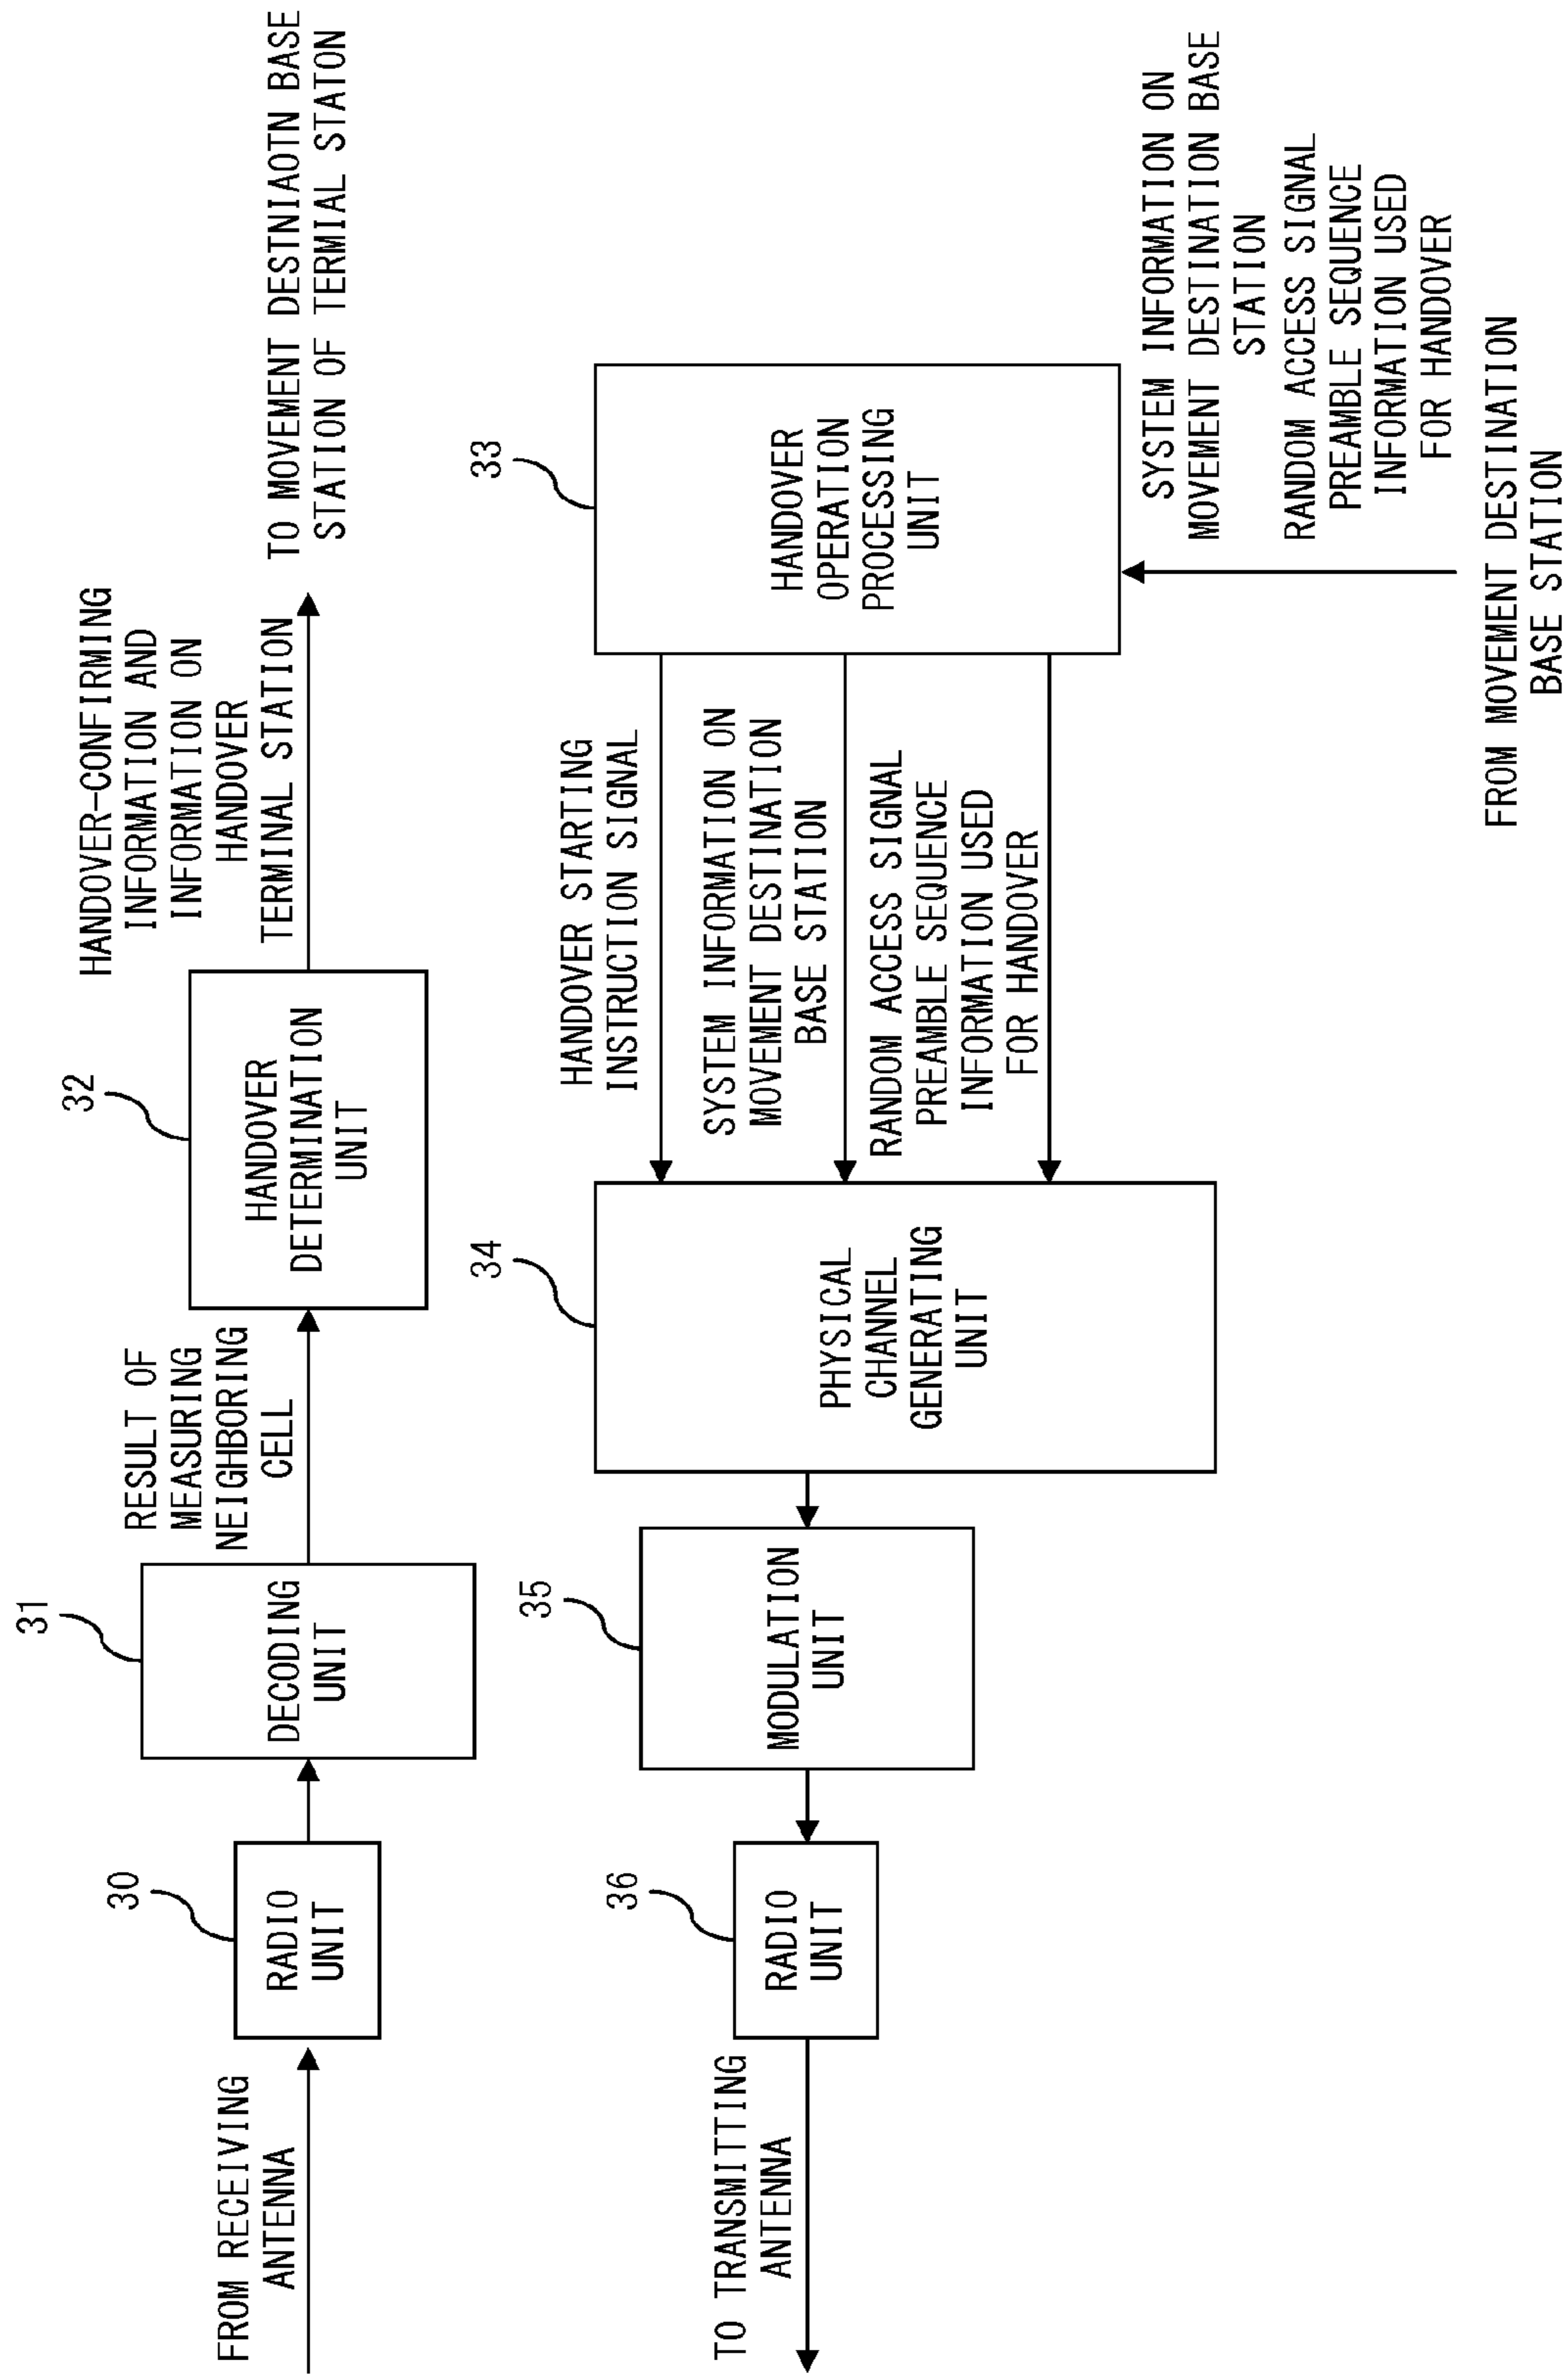 FROM RECEIVING
ANTENNA
30
RADIO
UNIT
31
DECODING
UNIT
RESULT OF
MEASURING
NEIGHBORING
CELL
32
HANDOVER
DETERMINATION
UNIT
HANDOVER-CONFIRMING
INFORMATION AND
INFORMATION ON
HANDOVER
TERMINAL STATION
TO MOVEMENT DESTNIAOTN BASE
STATION OF TERMIAL STATON
TO TRANSMITTING
ANTENNA
36
RADIO
UNIT
35
MODULATION
UNIT
34
PHYSICAL
CHANNEL
GENERATING
UNIT
HANDOVER STARTING
INSTRUCTION SIGNAL
SYSTEM INFORMATION ON
MOVEMENT DESTINATION
BASE STATION
RANDOM ACCESS SIGNAL
PREAMBLE SEQUENCE
INFORMATION USED
FOR HANDOVER
33
HANDOVER
OPERATION
PROCESSING
UNIT
SYSTEM INFORMATION ON
MOVEMENT DESTINATION BASE
STATION
RANDOM ACCESS SIGNAL
PREAMBLE SEQUENCE
INFORMATION USED
FOR HANDOVER
FROM MOVEMENT DESTINATION
BASE STATION